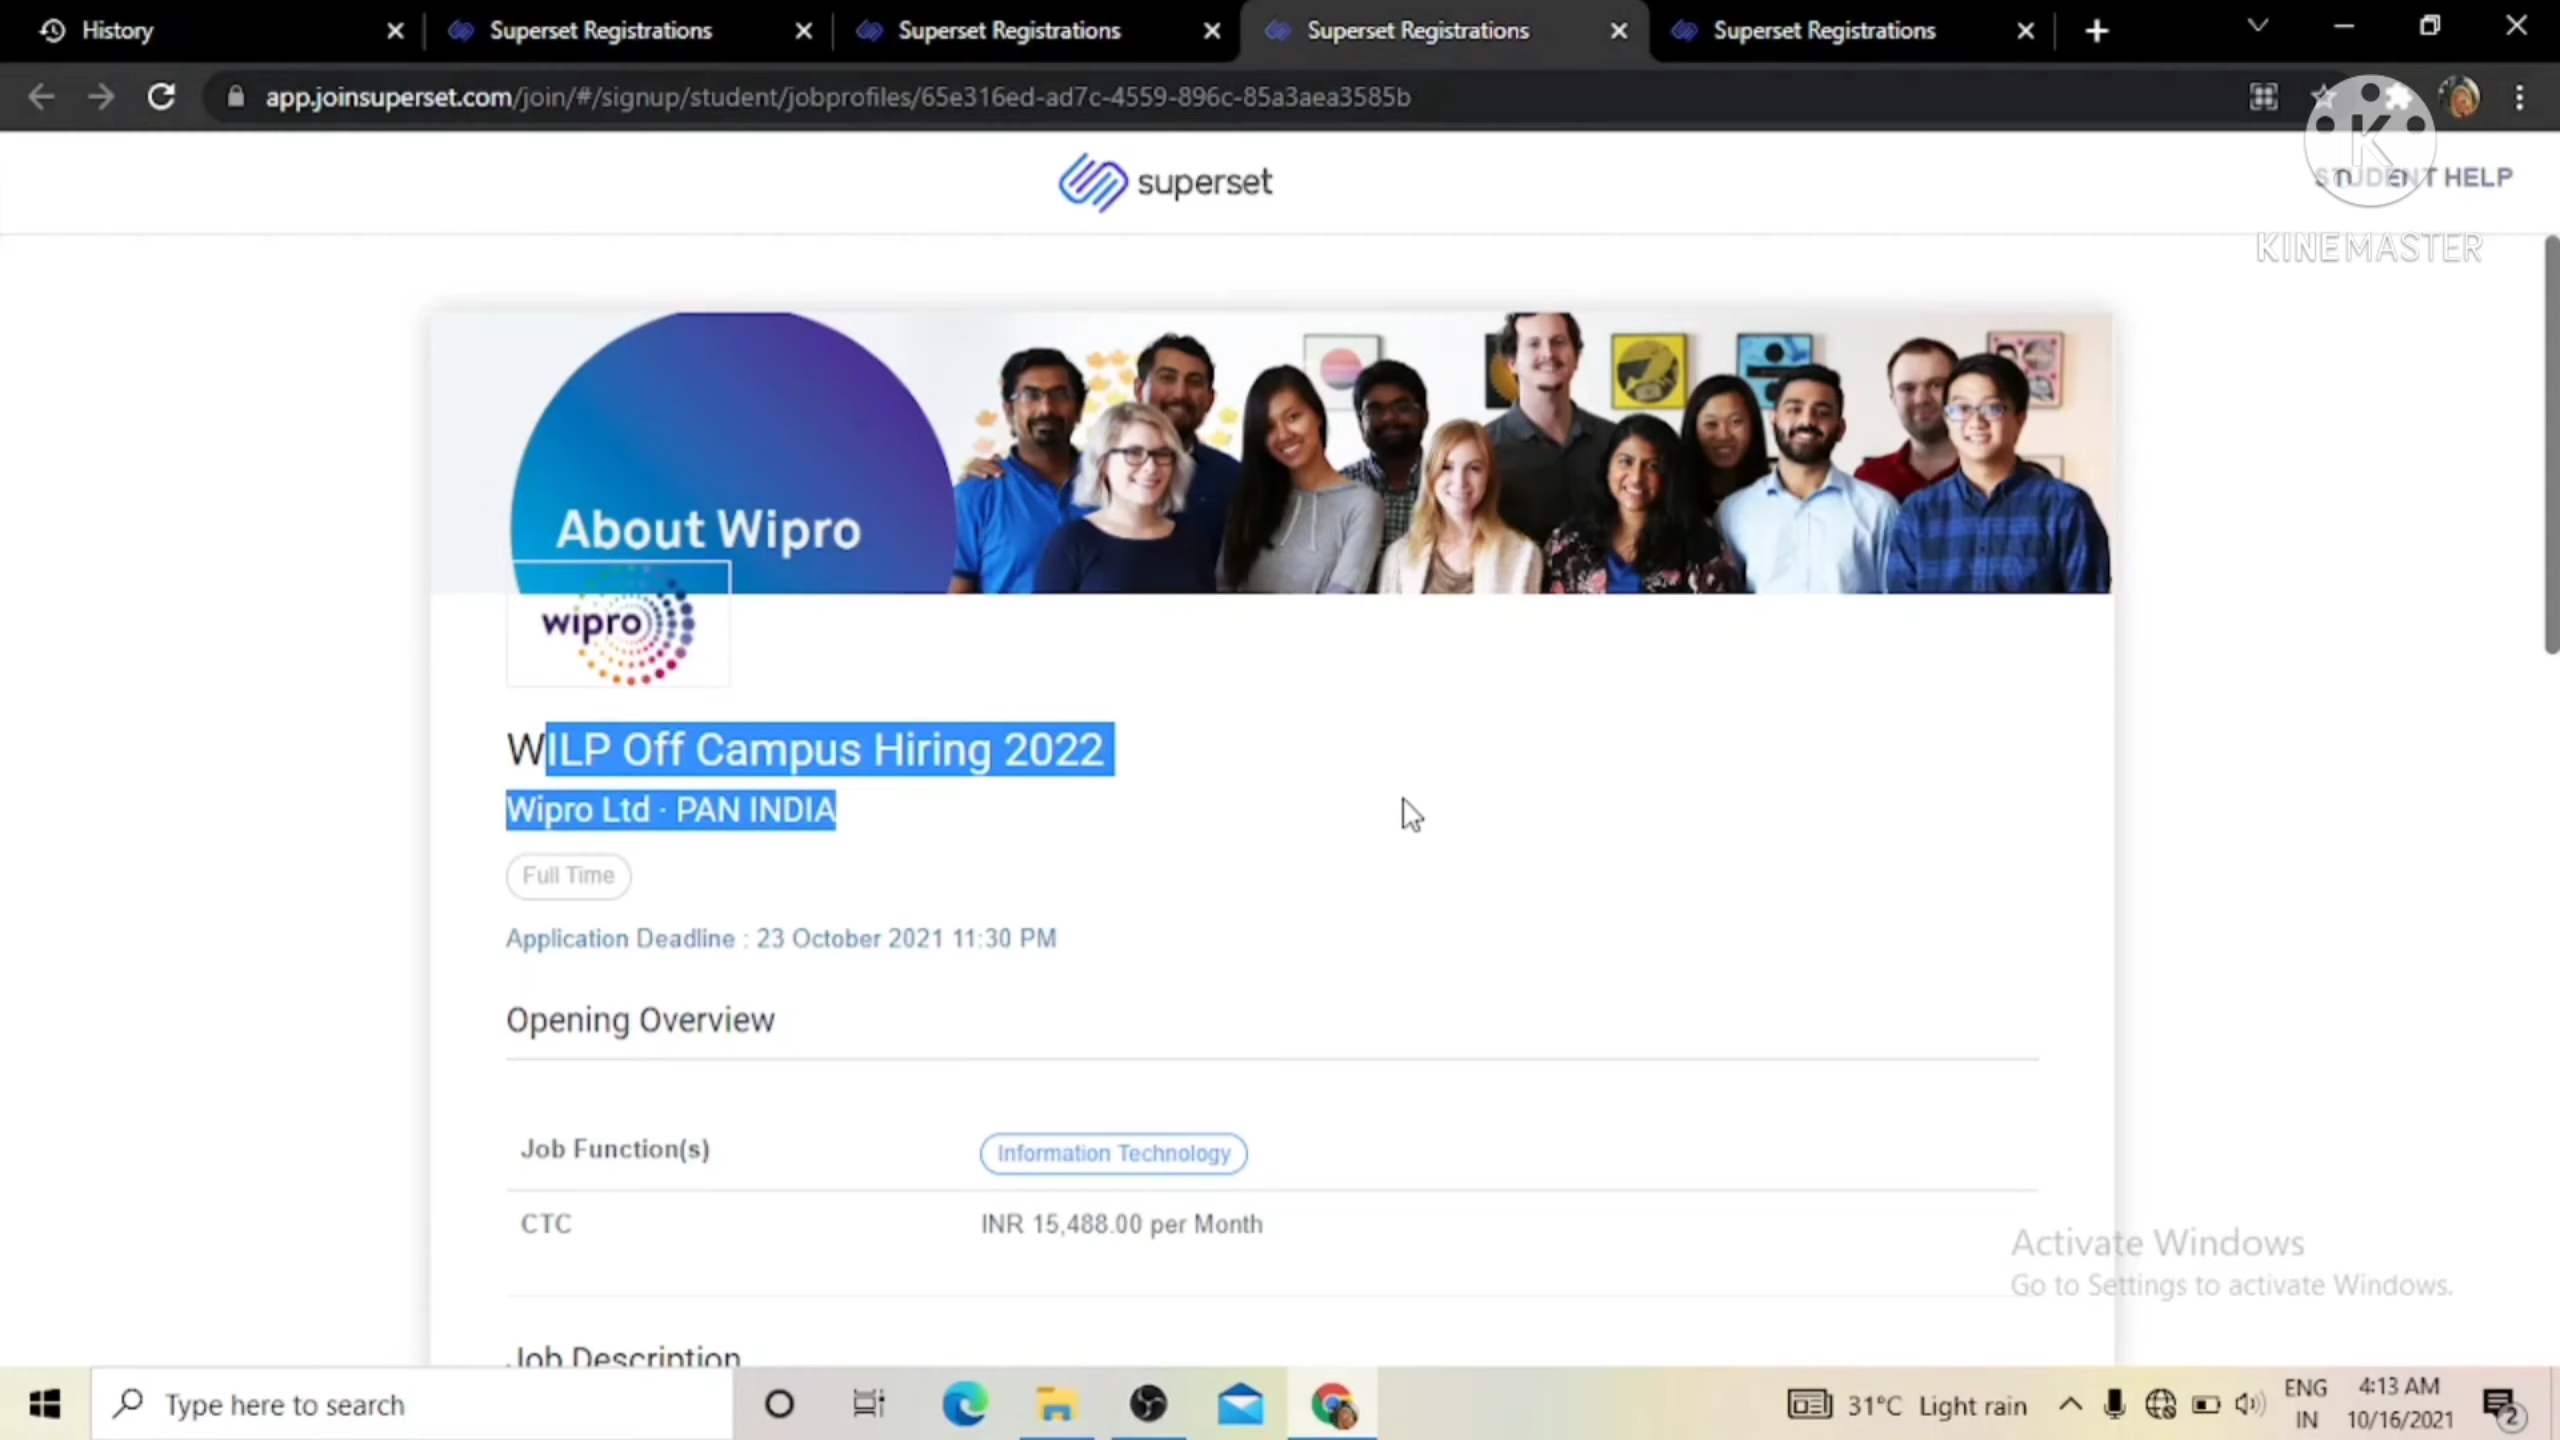 History
Superset Registrations
Superset Registrations
Superset Registrations
Superset Registrations
app.joinsuperset.com/join/#/signup/student/jobprofiles/65e316ed-ad7c-4559-896c-85a3aea3585b
superset
STUDENT HELP
K
KINEMASTER
About Wipro
wipro
WILP Off Campus Hiring 2022
Wipro Ltd · PAN INDIA
Full Time
Application Deadline : 23 October 2021 11:30 PM
Opening Overview
Job Function(s) Information Technology
CTC INR 15,488.00 per Month
Job Description
Activate Windows
Go to Settings to activate Windows.
Type here to search
31°C Light rain
ENG
IN
4:13 AM
10/16/2021
2